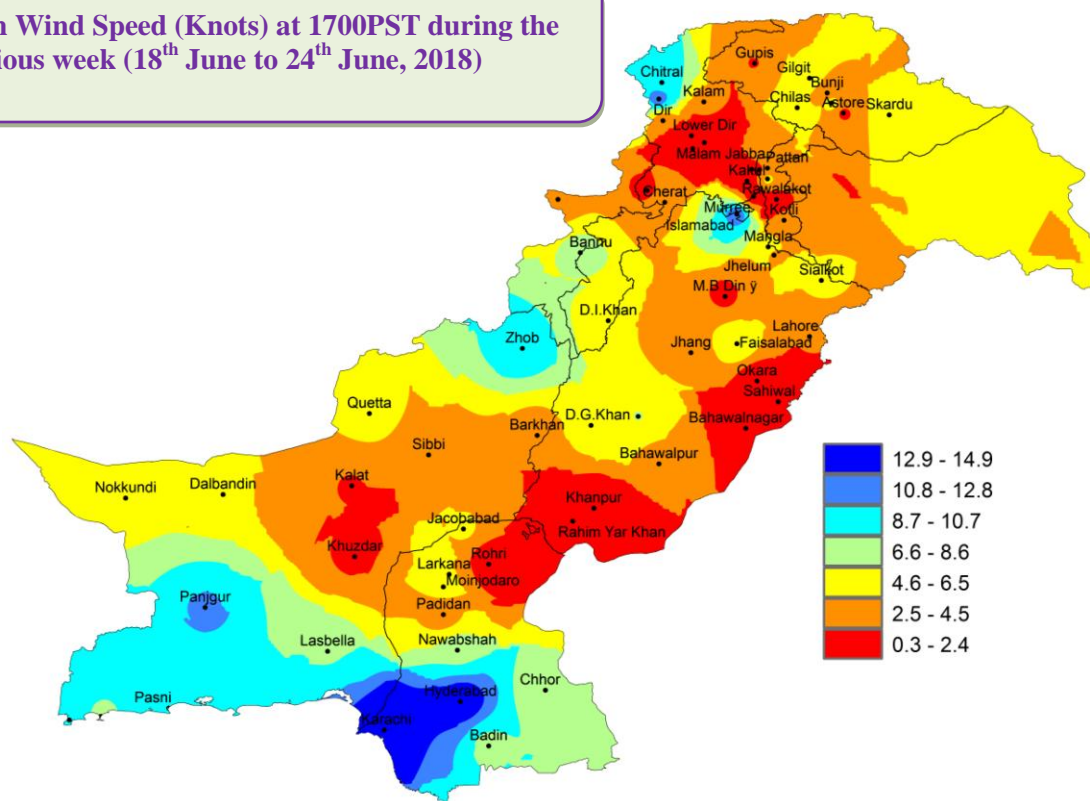 n Wind Speed (Knots) at 1700PST during the
ious week (18th June to 24th June, 2018)
Gupis
Gilgit
Chitral
Bunji
Kalam
Chilas
Astore
Skardu
Dir
Lower Dir
Malam Jabbar
Pattan
Kakul
Cherat
Rawalakot
Murree
Kotli
Islamabad
Bannu
Mangla
Jhelum
Sialkot
M.B Din ÿ
D.I.Khan
Zhob
Lahore
Jhang
Faisalabad
Okara
Sahiwal
Quetta
D.G.Khan
Bahawalnagar
Barkhan
Sibbi
Bahawalpur
Kalat
Nokkundi
Dalbandin
Khanpur
Jacobabad
Rahim Yar Khan
Khuzdar
Rohri
Larkana
Moinjodaro
Panjgur
Padidan
Lasbella
Nawabshah
Chhor
Pasni
Hyderabad
Karachi
Badin
12.9 - 14.9
10.8 - 12.8
8.7 - 10.7
6.6 - 8.6
4.6 - 6.5
2.5 - 4.5
0.3 - 2.4